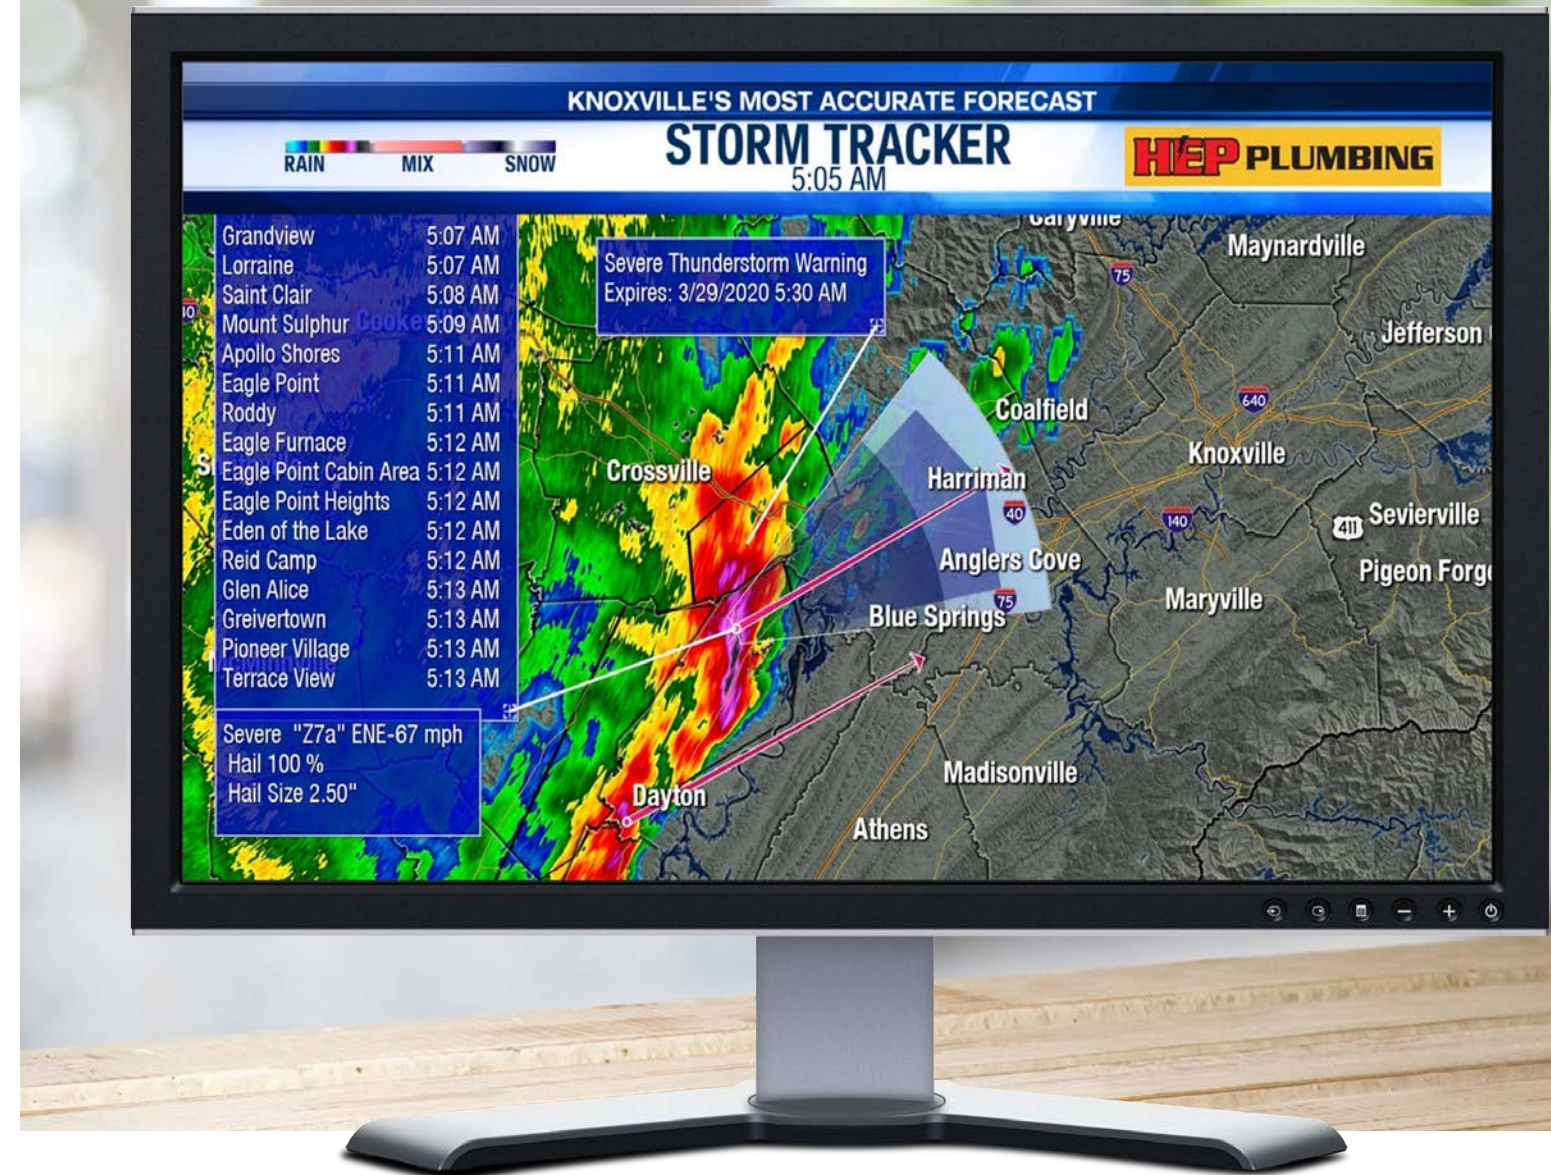 KNOXVILLE'S MOST ACCURATE FORECAST
STORM TRACKER
5:05 AM
RAIN MIX SNOW
HEP PLUMBING
Grandview 5:07 AM
Lorraine 5:07 AM
Saint Clair 5:08 AM
Mount Sulphur 5:09 AM
Apollo Shores 5:11 AM
Eagle Point 5:11 AM
Roddy 5:11 AM
Eagle Furnace 5:12 AM
Eagle Point Cabin Area 5:12 AM
Eagle Point Heights 5:12 AM
Eden of the Lake 5:12 AM
Reid Camp 5:12 AM
Glen Alice 5:13 AM
Greivertown 5:13 AM
Pioneer Village 5:13 AM
Terrace View 5:13 AM
Severe "Z7a" ENE-67 mph
Hail 100 %
Hail Size 2.50"
Severe Thunderstorm Warning
Expires: 3/29/2020 5:30 AM
Caryville
Maynardville
75
Jefferson
640
Coalfield
Knoxville
Crossville
Harriman
40
140
411
Sevierville
Anglers Cove
Pigeon Forge
75
Maryville
Blue Springs
Madisonville
Dayton
Athens